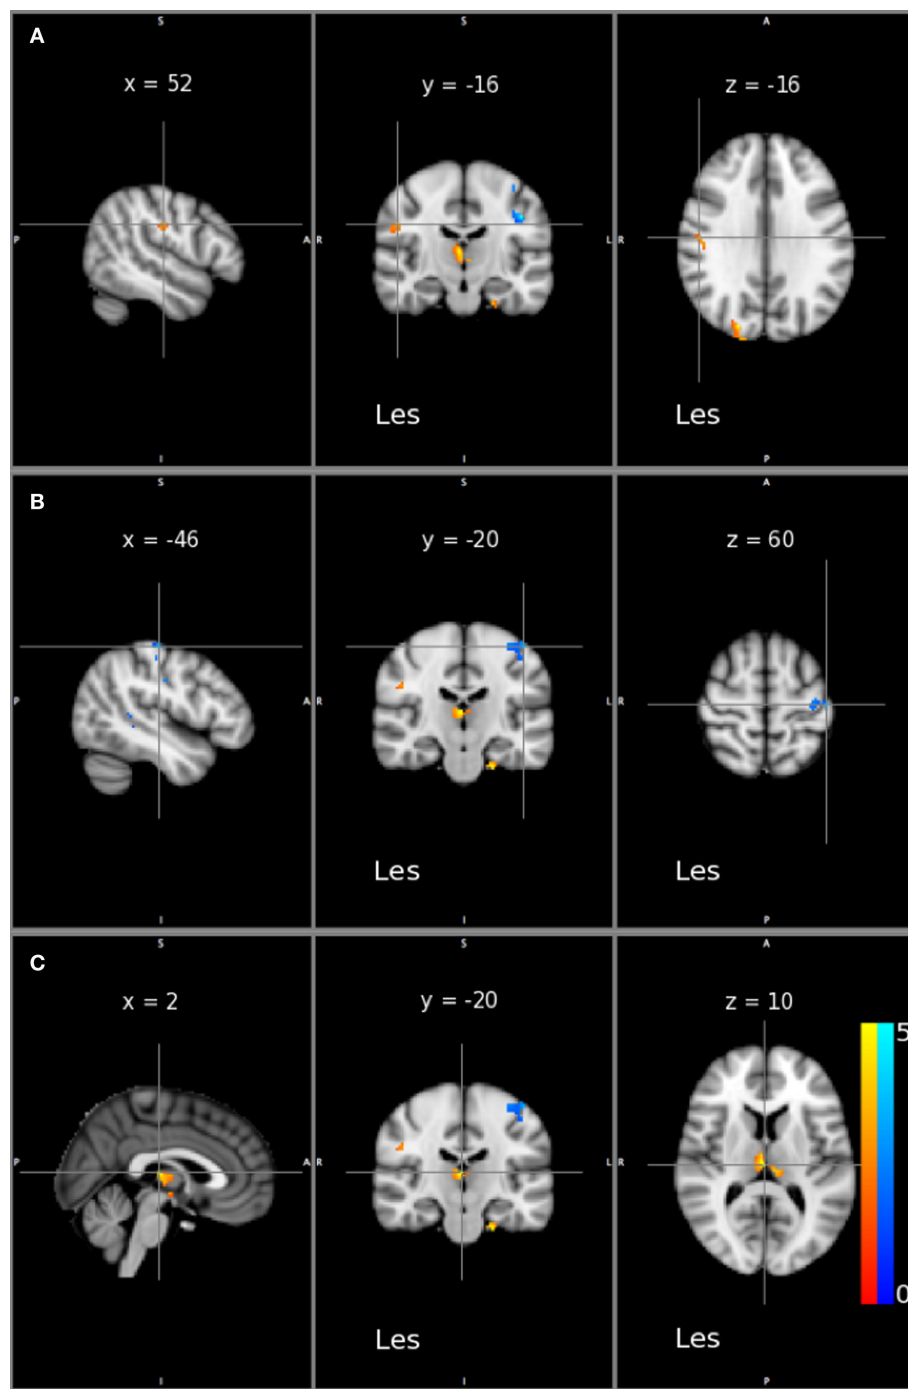 A
S
S
A
x = 52
y = -16
z = -16
P
A
R
L
R
Les
Les
I
I
P
B
S
S
A
x = -46
y = -20
z = 60
P
A
R
L
R
Les
Les
I
I
P
C
S
S
A
x = 2
y = -20
z = 10
5
P
A
R
L
R
0
Les
Les
I
I
P